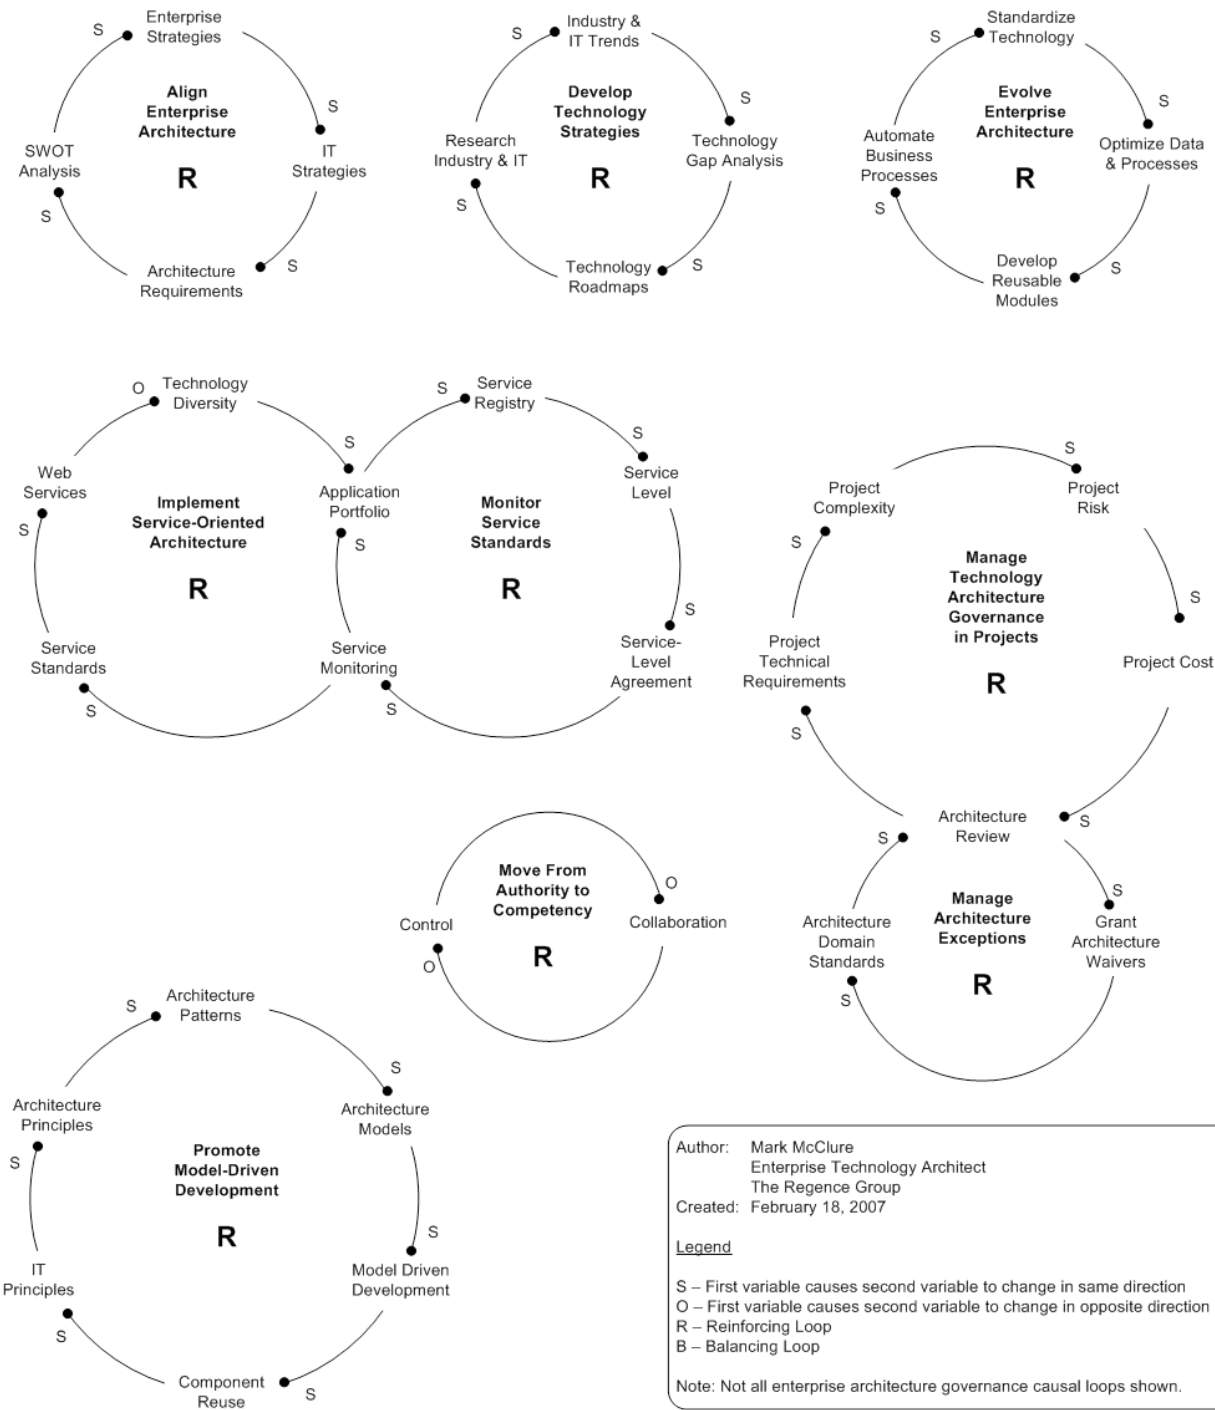 S
Enterprise
Strategies
Align
Enterprise
Architecture
R
S
IT
Strategies
S
Architecture
Requirements
S
SWOT
Analysis
S
Industry &
IT Trends
Develop
Technology
Strategies
R
S
Technology
Gap Analysis
S
Technology
Roadmaps
S
Research
Industry & IT
S
Standardize
Technology
Evolve
Enterprise
Architecture
R
S
Optimize Data
& Processes
S
Develop
Reusable
Modules
S
Automate
Business
Processes
O
Technology
Diversity
S
Application
Portfolio
S
Web
Services
S
Implement
Service-Oriented
Architecture
R
Service
Standards
S
Service
Monitoring
S
S
Service
Registry
S
Service
Level
Monitor
Service
Standards
R
S
Service-
Level
Agreement
S
Project
Risk
Project
Complexity
S
Manage
Technology
Architecture
Governance
in Projects
R
S
Project Cost
Project
Technical
Requirements
S
Architecture
Review
S
S
S
Manage
Architecture
Exceptions
R
Grant
Architecture
Waivers
Architecture
Domain
Standards
S
Move From
Authority to
Competency
R
O
Collaboration
Control
O
S
Architecture
Patterns
S
Architecture
Models
Architecture
Principles
S
Promote
Model-Driven
Development
R
S
Model Driven
Development
IT
Principles
S
Component
Reuse
S
Author: Mark McClure
Enterprise Technology Architect
The Regence Group
Created: February 18, 2007
Legend
S – First variable causes second variable to change in same direction
O – First variable causes second variable to change in opposite direction
R – Reinforcing Loop
B – Balancing Loop
Note: Not all enterprise architecture governance causal loops shown.